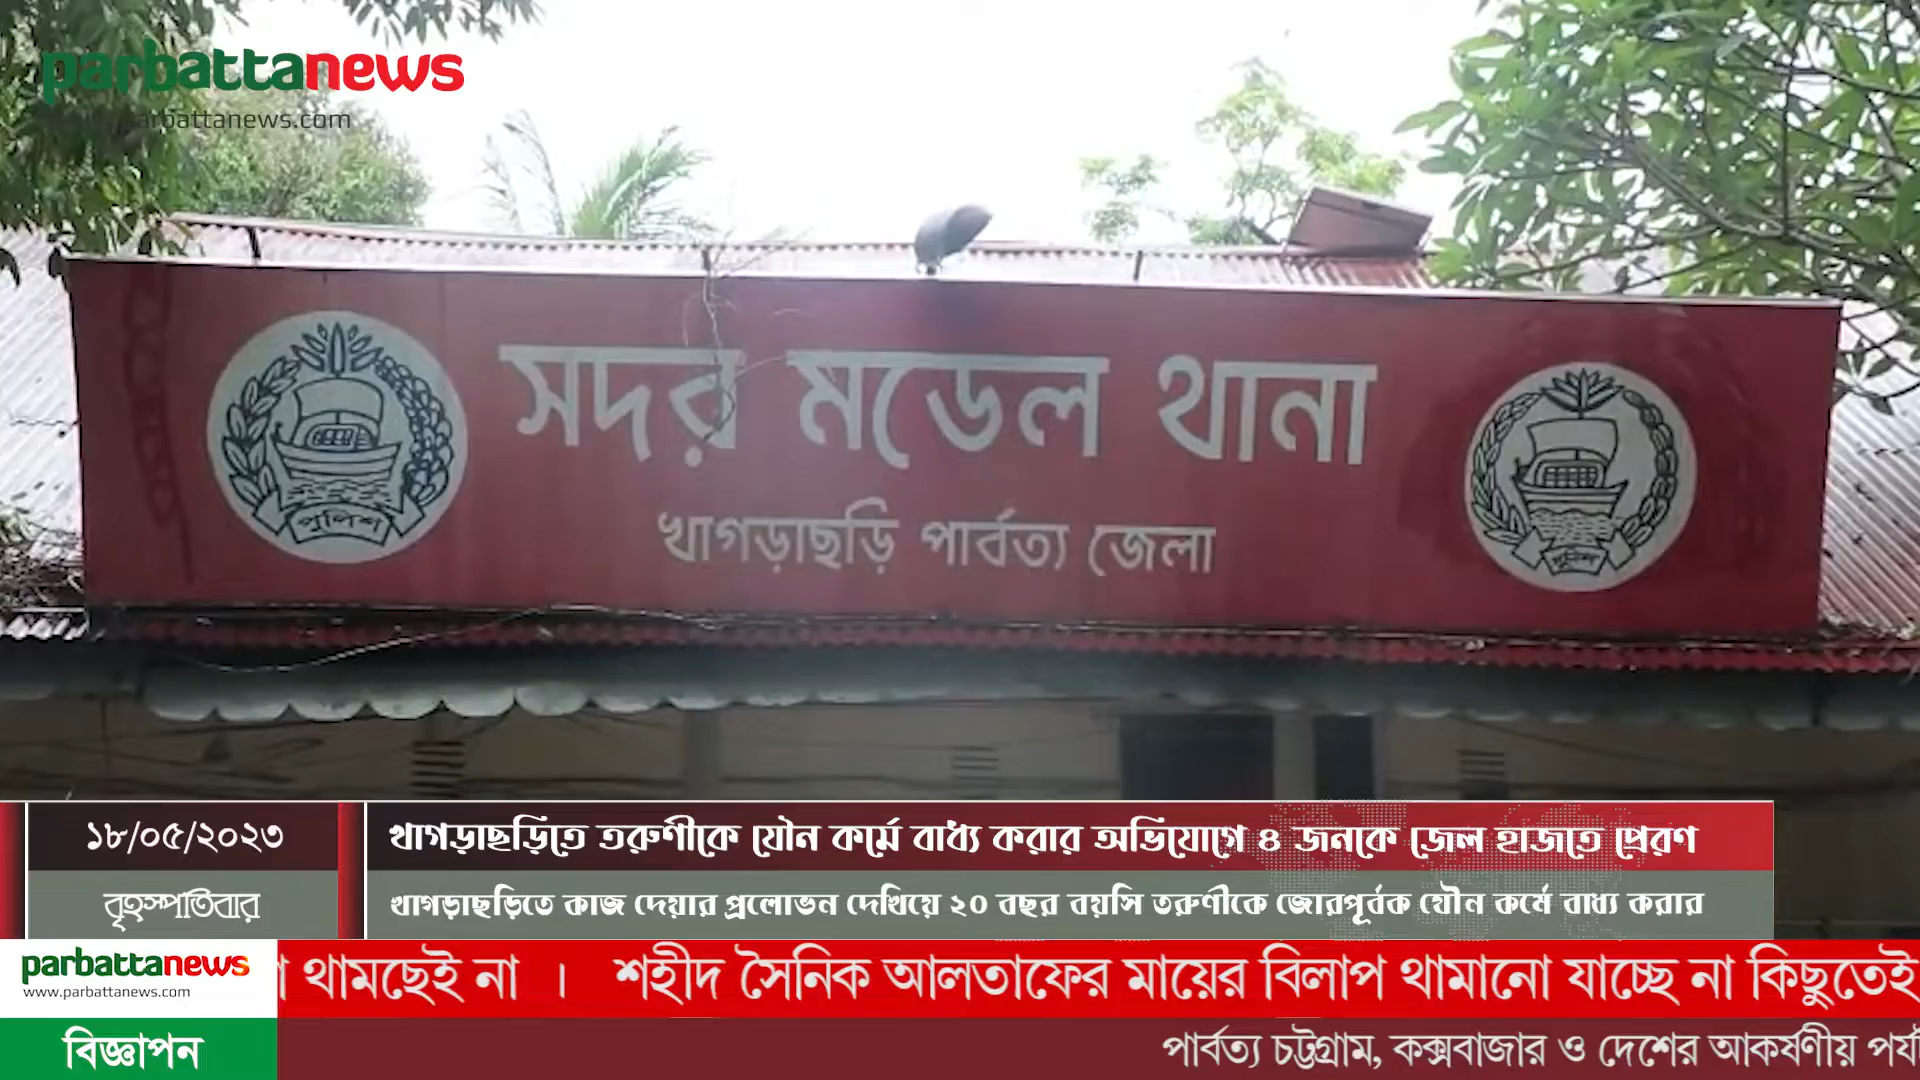 parbattanews
parbattanews.com
সদর মডেল থানা
খাগড়াছড়ি পার্বত্য জেলা
পুলিশ
পুলিশ
১৮/০৫/২০২৩
বৃহস্পতিবার
খাগড়াছড়িতে তরুণীকে যৌন কর্মে বাধ্য করার অভিযোগে ৪ জনকে জেল হাজতে প্রেরণ
খাগড়াছড়িতে কাজ দেয়ার প্রলোভন দেখিয়ে ২০ বছর বয়সি তরুণীকে জোরপূর্বক যৌন কর্মে বাধ্য করার
parbattanews
www.parbattanews.com
থামছেই না । শহীদ সৈনিক আলতাফের মায়ের বিলাপ থামানো যাচ্ছে না কিছুতেই
বিজ্ঞাপন
পার্বত্য চট্টগ্রাম, কক্সবাজার ও দেশের আকর্ষণীয়